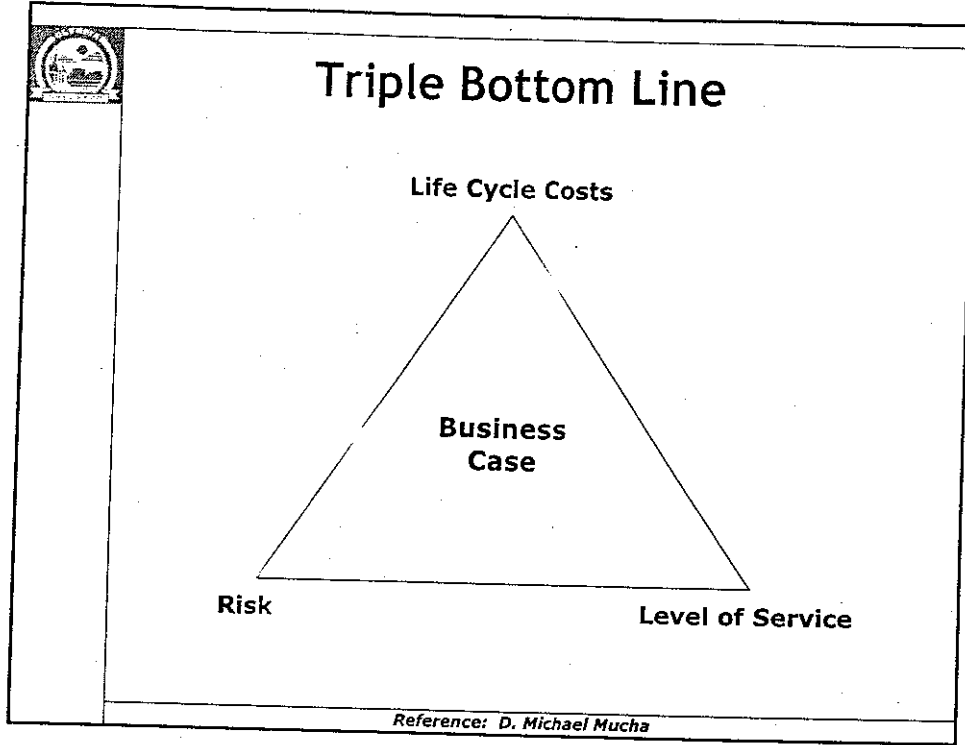 Triple Bottom Line
Life Cycle Costs
Business
Case
Risk
Level of Service
Reference: D. Michael Mucha